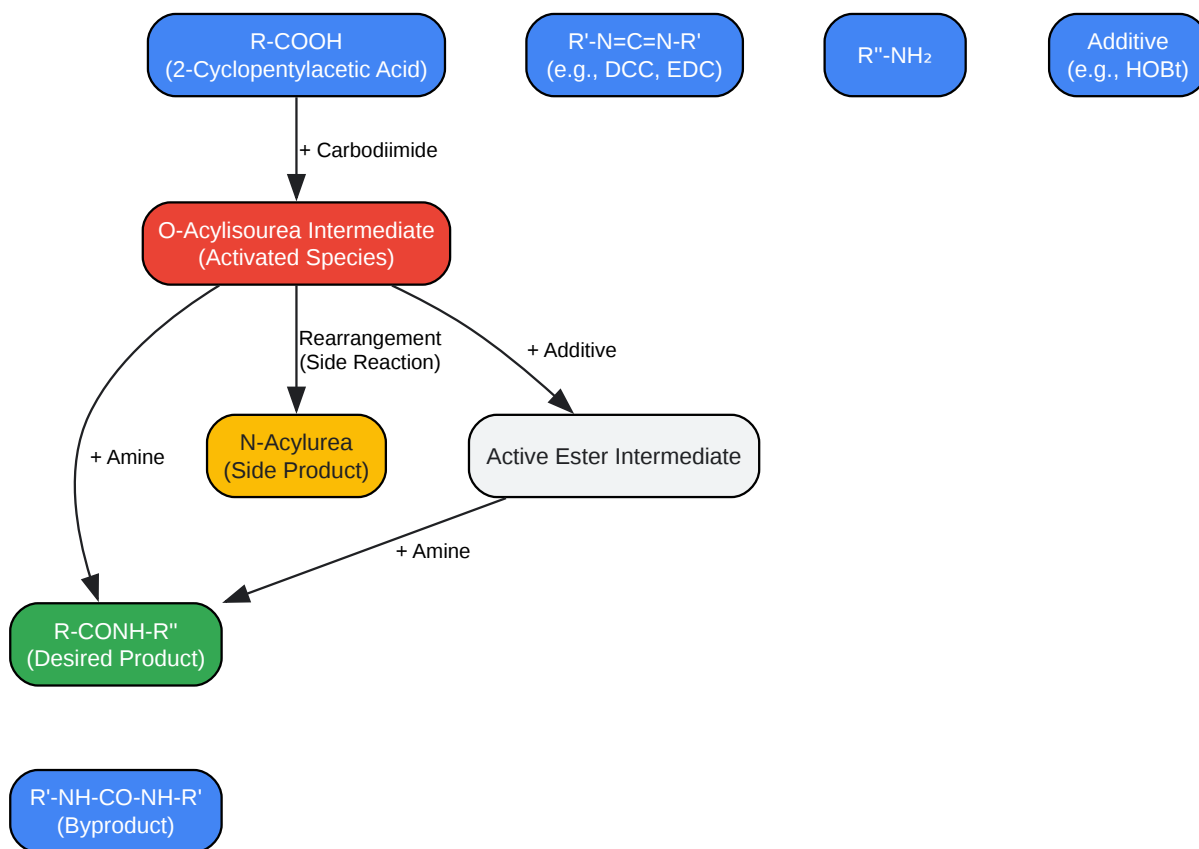 R-COOH
(2-Cyclopentylacetic Acid)
R'-N=C=N-R'
(e.g., DCC, EDC)
R''-NH₂
Additive
(e.g., HOBt)
+ Carbodiimide
O-Acylisourea Intermediate
(Activated Species)
Rearrangement
(Side Reaction)
+ Additive
+ Amine
N-Acylurea
(Side Product)
Active Ester Intermediate
+ Amine
R-CONH-R''
(Desired Product)
R'-NH-CO-NH-R'
(Byproduct)